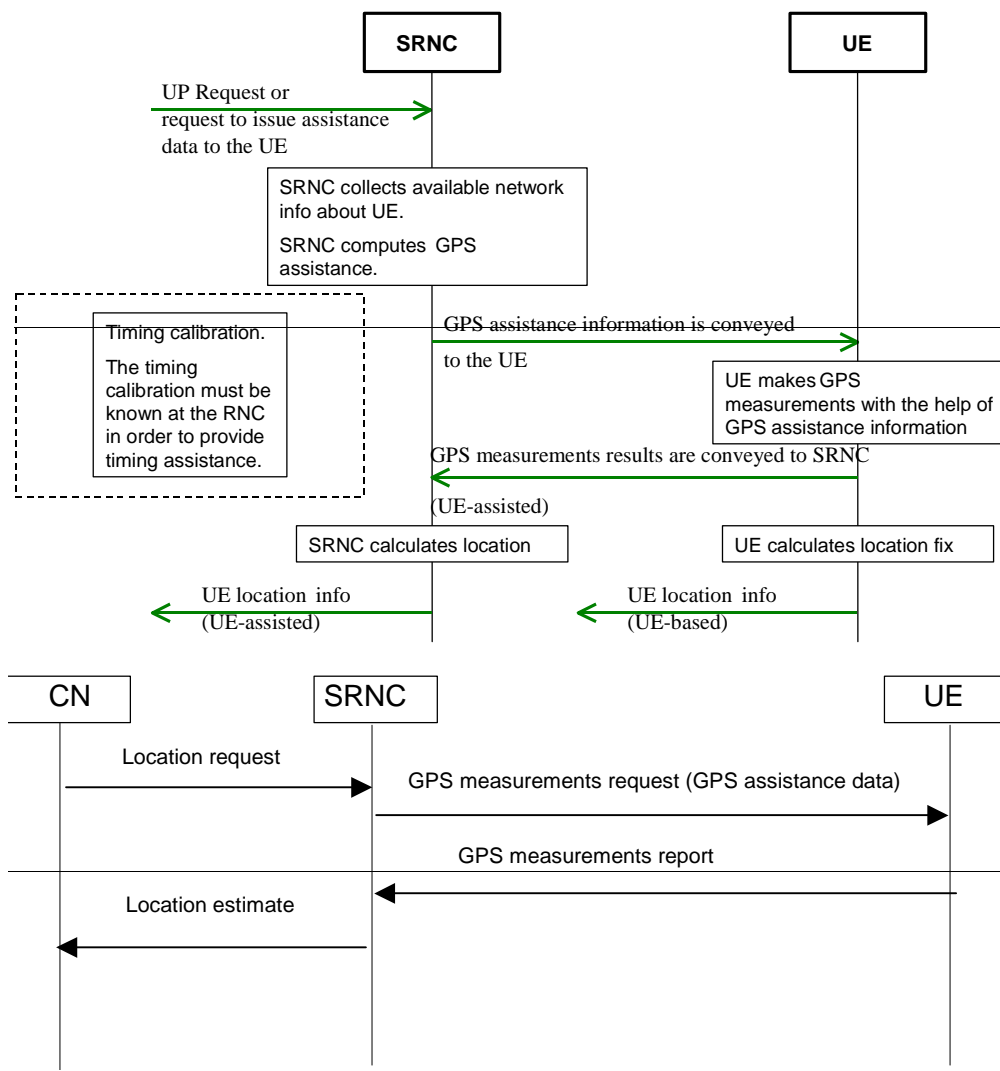 SRNC
UE
UP Request or
request to issue assistance
data to the UE
SRNC collects available network
info about UE.
SRNC computes GPS
assistance.
Timing calibration.
The timing
calibration must be
known at the RNC
in order to provide
timing assistance.
GPS assistance information is conveyed
to the UE
UE makes GPS
measurements with the help of
GPS assistance information
GPS measurements results are conveyed to SRNC
(UE-assisted)
SRNC calculates location
UE calculates location fix
UE location info
(UE-assisted)
UE location info
(UE-based)
CN
SRNC
UE
Location request
GPS measurements request (GPS assistance data)
GPS measurements report
Location estimate